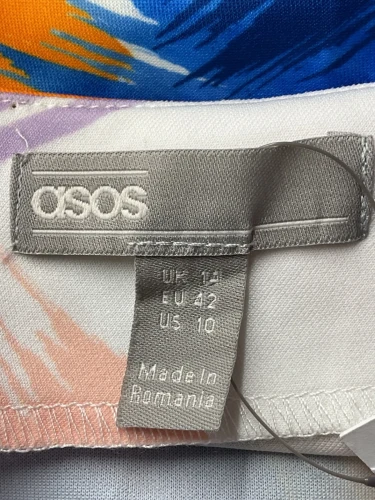 asos
UK 14
EU 42
US 10
Made in
Romania